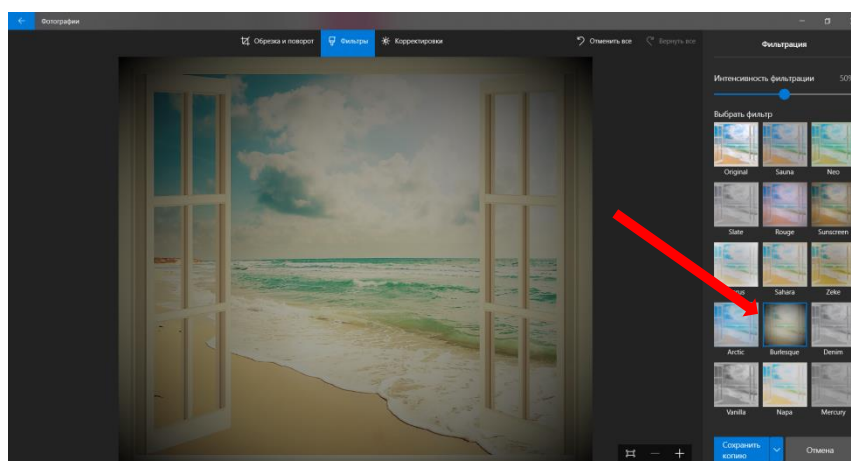 Фотографии
Обрезка и поворот Фильтры Корректировки Отменить все Вернуть все
Фильтрация
Интенсивность фильтрации 50%
Выбрать фильтр
Original Sauna Neo
Slate Rouge Sunscreen
Sahara Zeke
Arctic Burlesque Denim
Vanilla Napa Mercury
Сохранить копию
Отмена